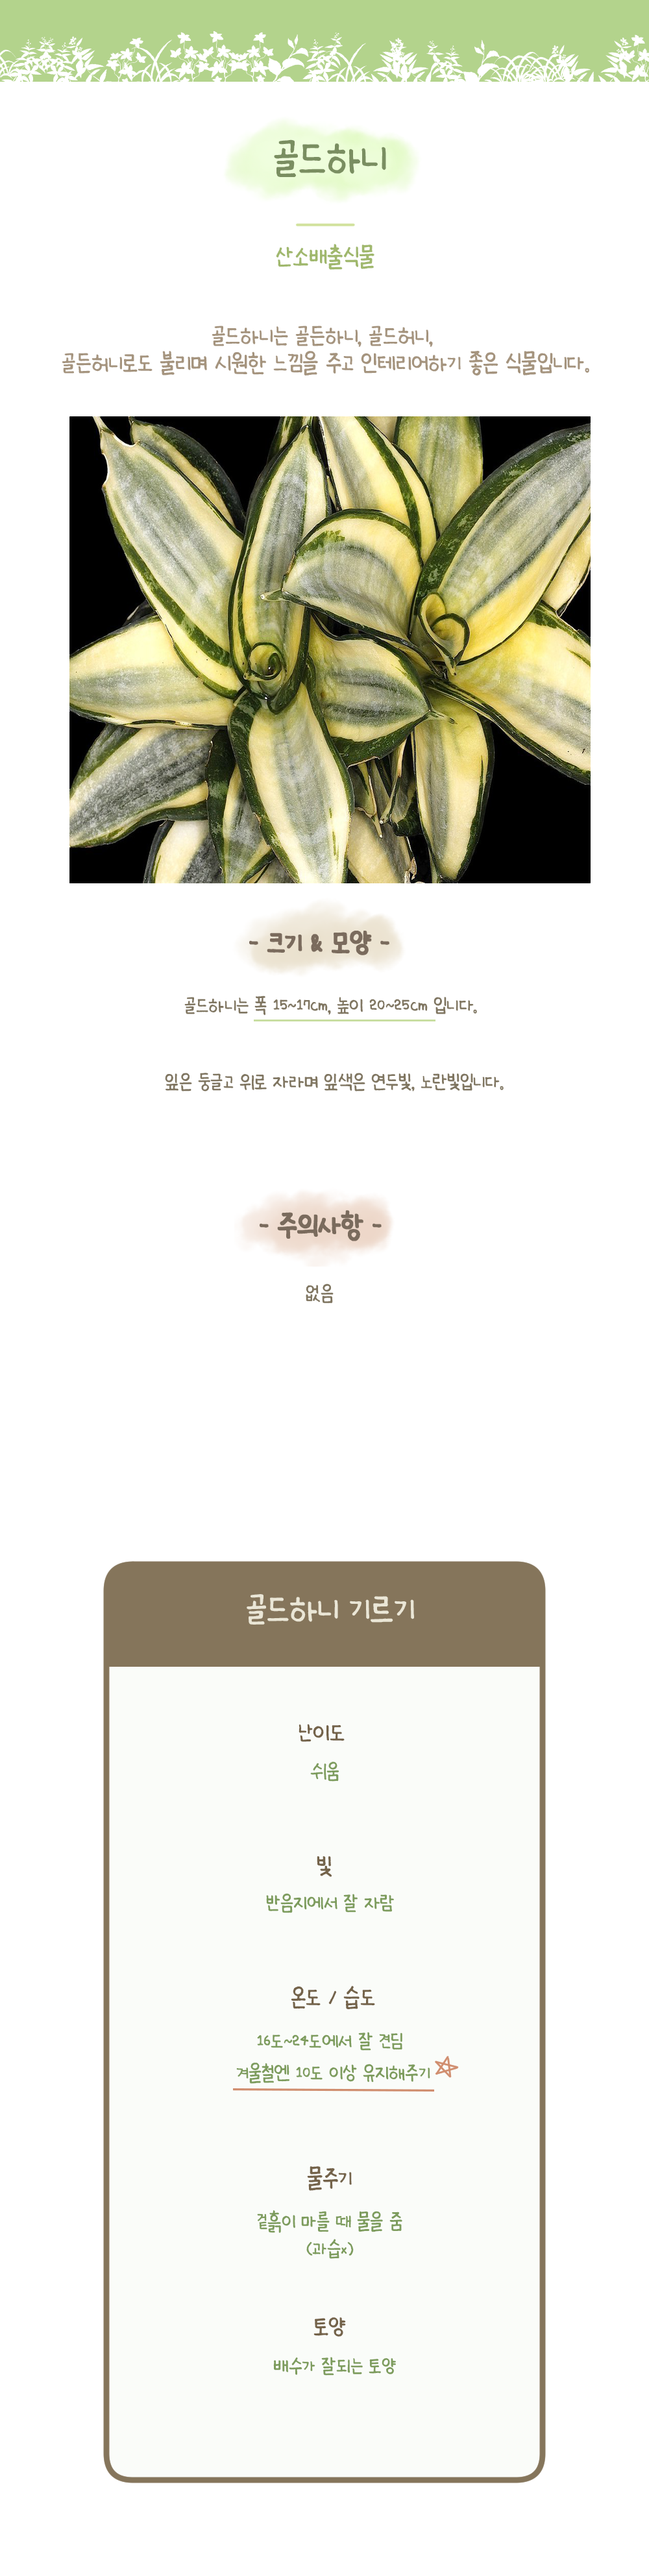 골드하니
산소배출식물
골드하니는 골든하니, 골드허니,
골든허니로도 불리며 시원한 느낌을 주고 인테리어하기 좋은 식물입니다.
- 크기 & 모양 -
골드하니는 폭 15~17cm, 높이 20~25cm 입니다.
잎은 둥글고 위로 자라며 잎색은 연두빛, 노란빛입니다.
- 주의사항 -
없음
골드하니 기르기
난이도
쉬움
빛
반음지에서 잘 자람
온도 / 습도
16도~24도에서 잘 견딤
겨울철엔 10도 이상 유지해주기
물주기
겉흙이 마를 때 물을 줌
(과습x)
토양
배수가 잘되는 토양